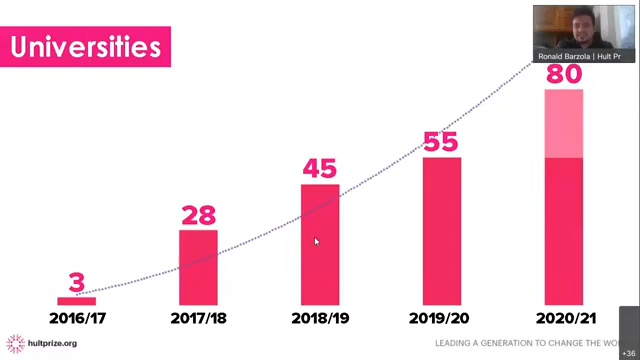 Universities
Ronald Barzola | Hult Pr
80
55
45
28
3
2016/17
2017/18
2018/19
2019/20
2020/21
hultprize.org
LEADING A GENERATION TO CHANGE THE WO
+36